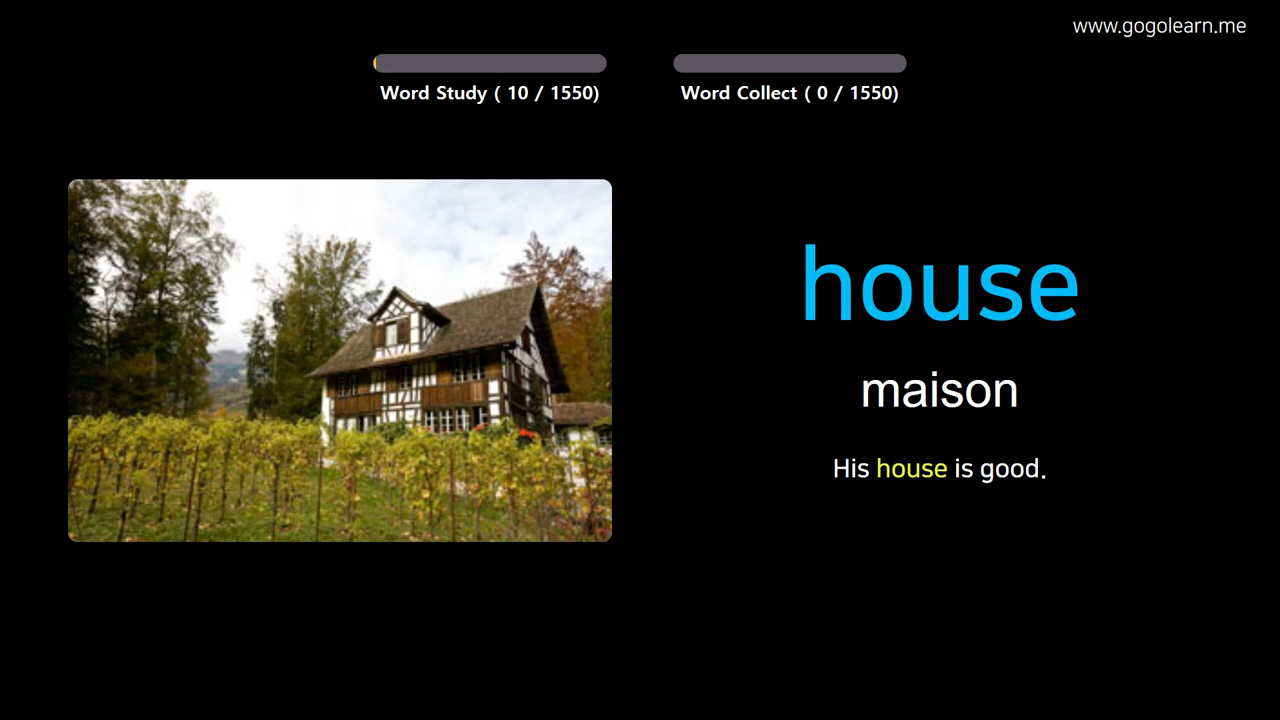 www.gogolearn.me
Word Study ( 10 / 1550)
Word Collect ( 0 / 1550)
house
maison
His house is good.